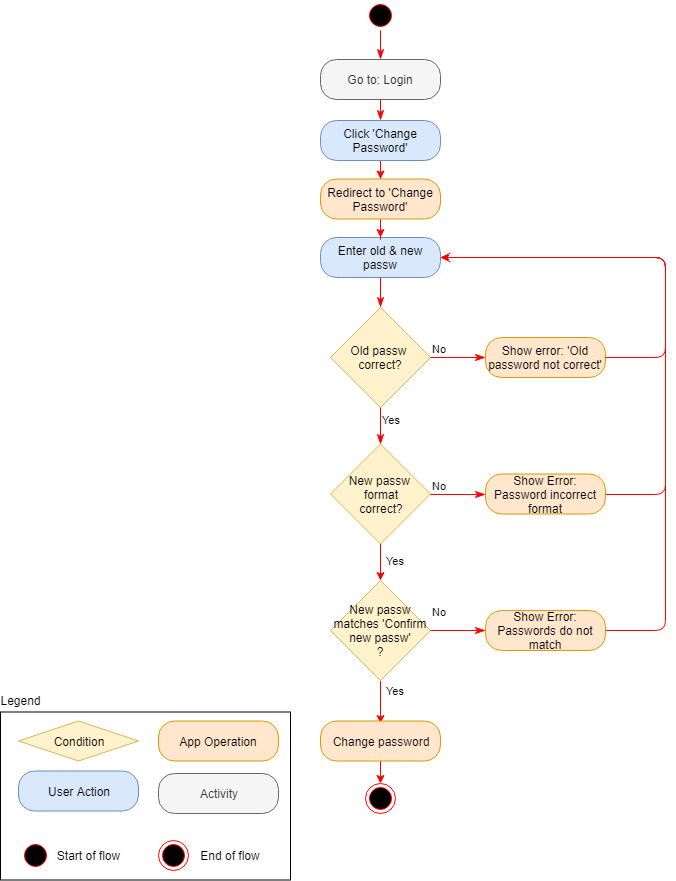 Go to: Login
Click 'Change
Password'
Redirect to 'Change
Password'
Enter old & new
passw
Old passw
correct?
No
Show error: 'Old
password not correct'
Yes
New passw
format
correct?
No
Show Error:
Password incorrect
format
Yes
New passw
matches 'Confirm
new passw'
?
No
Show Error:
Passwords do not
match
Yes
Change password
Legend
Condition
App Operation
User Action
Activity
Start of flow
End of flow